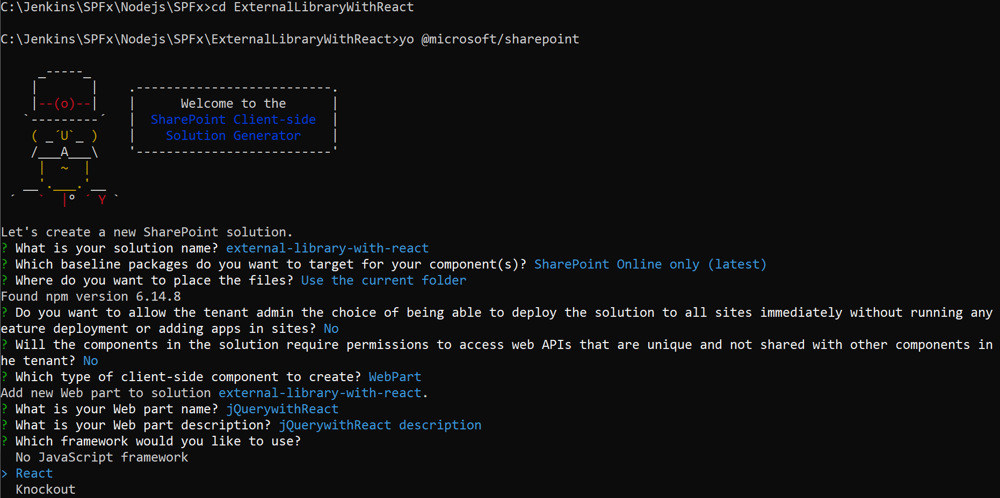 C:\Jenkins\SPFx\Nodejs\SPFx>cd ExternalLibraryWithReact
C:\Jenkins\SPFx\Nodejs\SPFx\ExternalLibraryWithReact>yo @microsoft/sharepoint
     _-----_
    |       |    .--------------------------.
    |--(o)--|    |      Welcome to the      |
   `---------´   |  SharePoint Client-side  |
    ( _´U`_ )    |    Solution Generator    |
    /___A___\    '--------------------------'
     |  ~  |
   __'.___.'__
 ´   `  |° ´ Y `
Let's create a new SharePoint solution.
? What is your solution name? external-library-with-react
? Which baseline packages do you want to target for your component(s)? SharePoint Online only (latest)
? Where do you want to place the files? Use the current folder
Found npm version 6.14.8
? Do you want to allow the tenant admin the choice of being able to deploy the solution to all sites immediately without running any
eature deployment or adding apps in sites? No
? Will the components in the solution require permissions to access web APIs that are unique and not shared with other components in
he tenant? No
? Which type of client-side component to create? WebPart
Add new Web part to solution external-library-with-react.
? What is your Web part name? jQuerywithReact
? What is your Web part description? jQuerywithReact description
? Which framework would you like to use?
  No JavaScript framework
> React
  Knockout